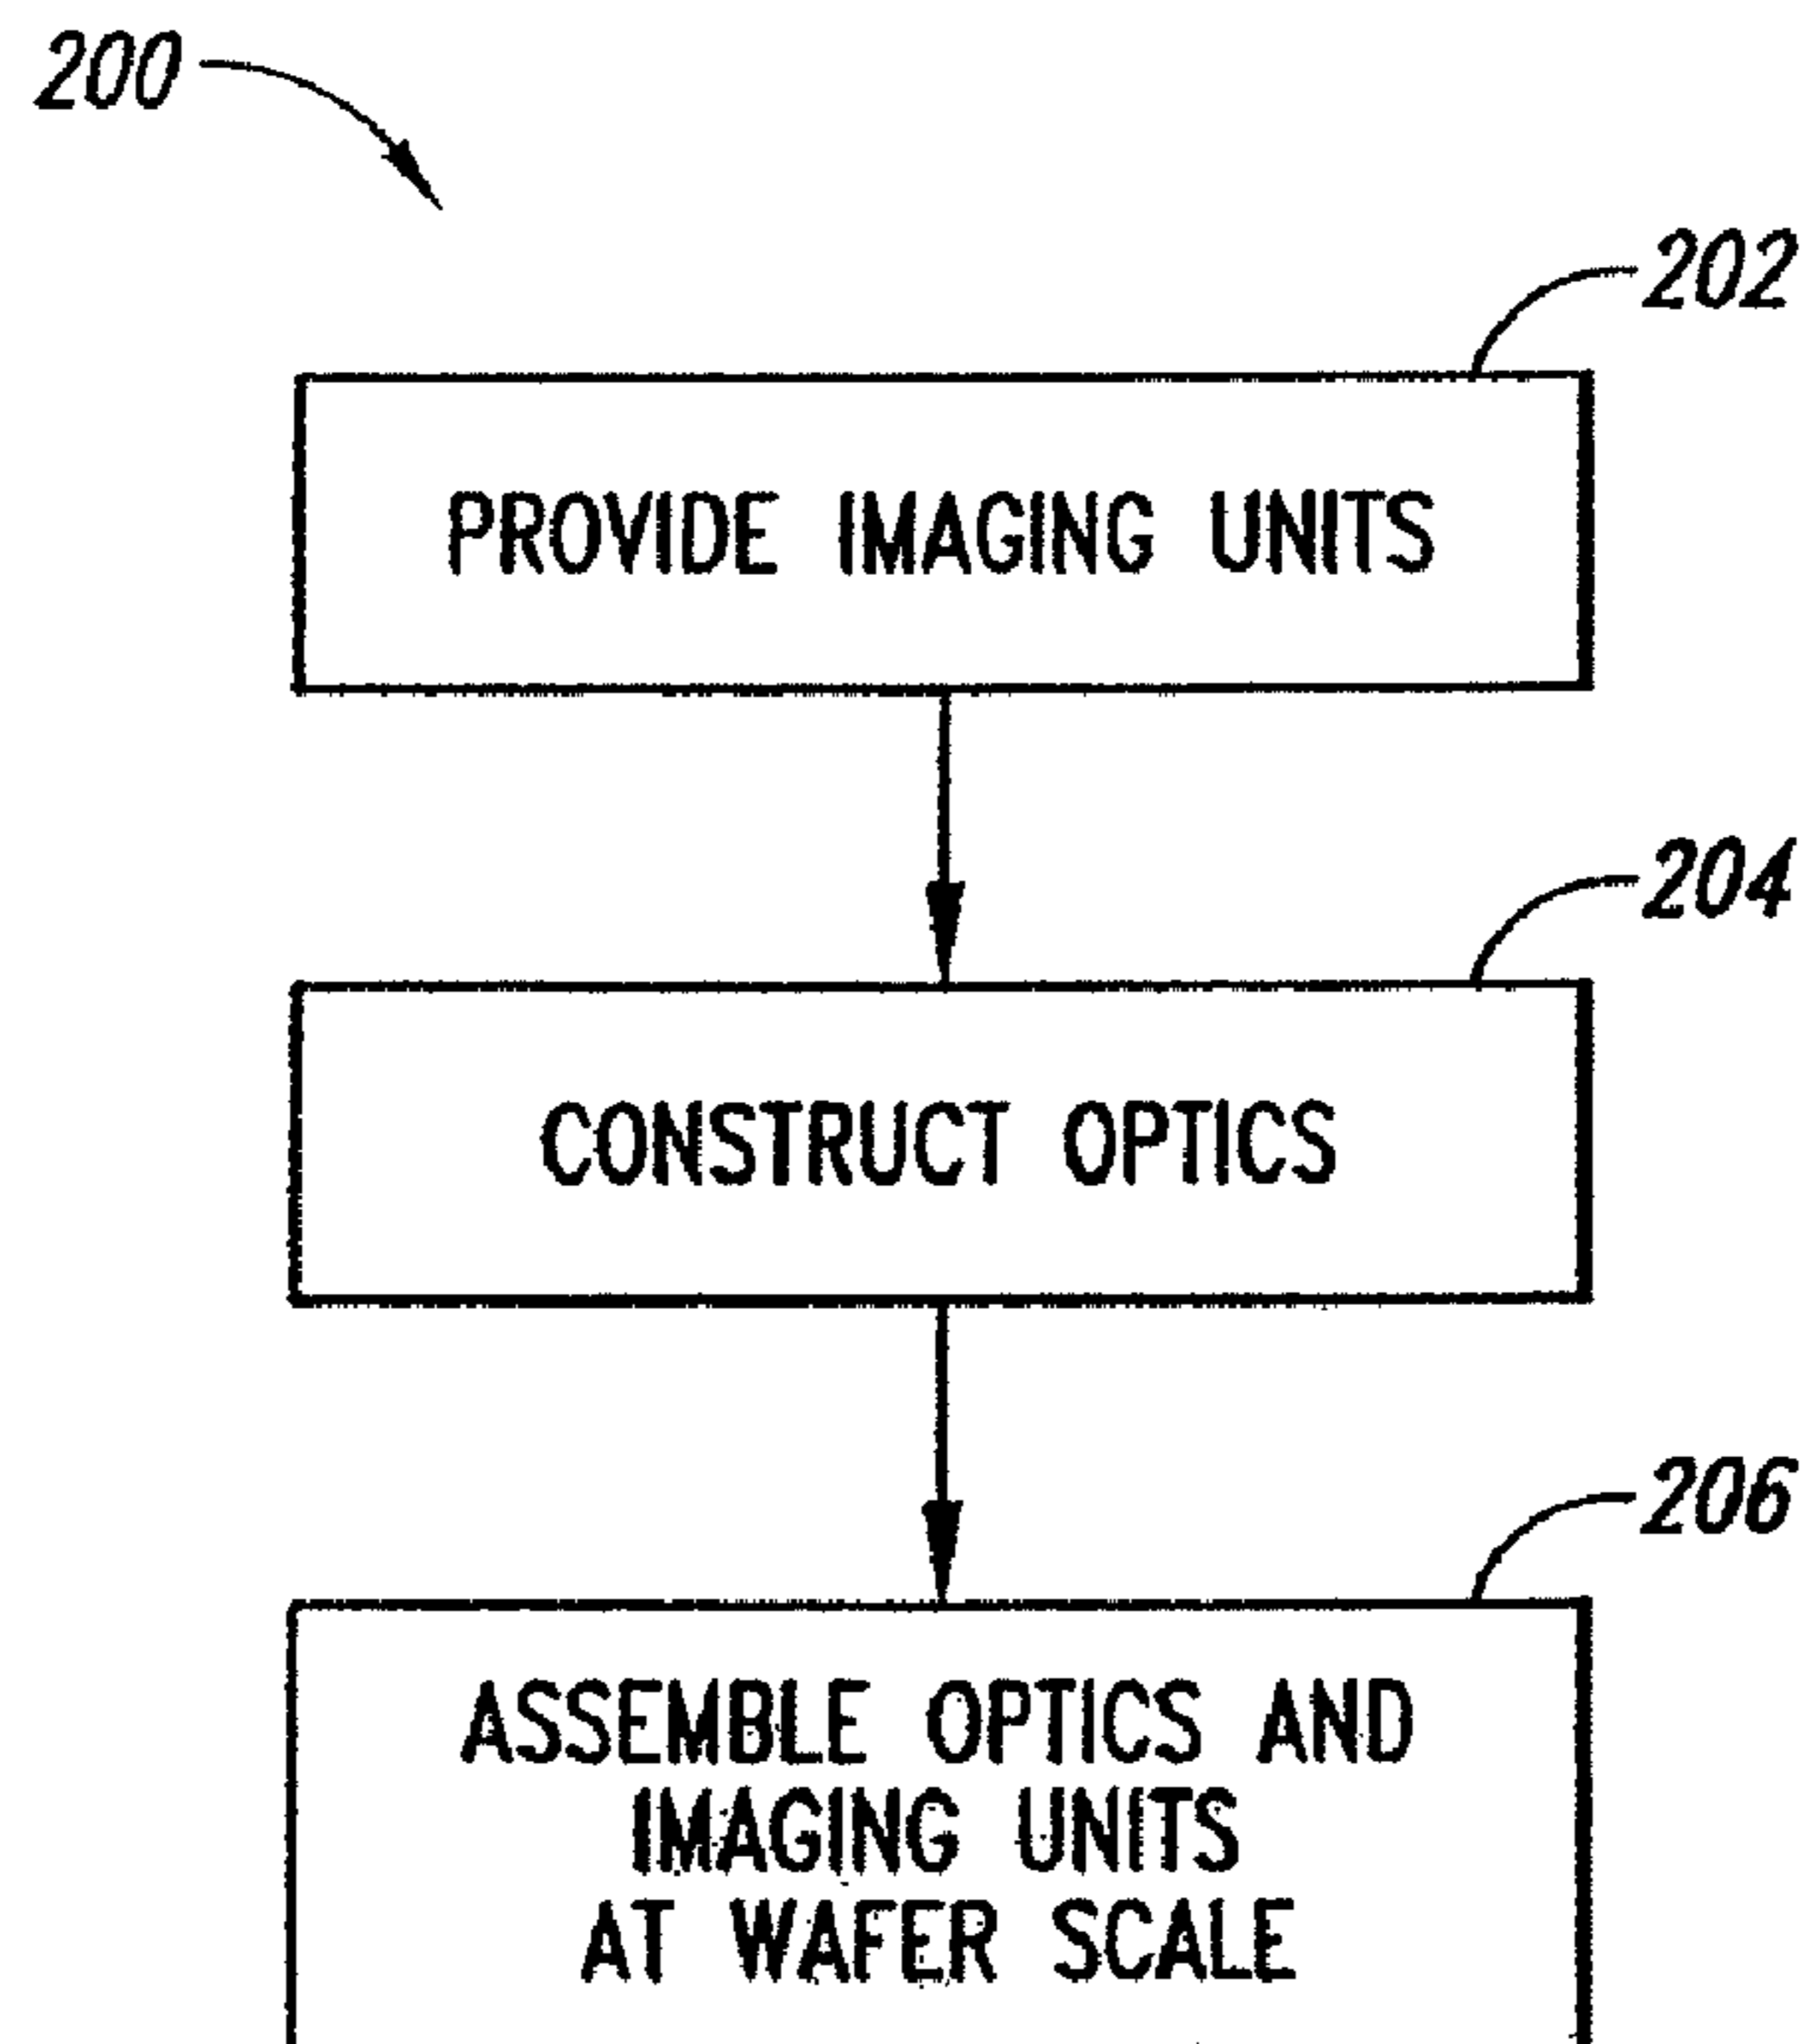 200
202
PROVIDE IMAGING UNITS
204
CONSTRUCT OPTICS
206
ASSEMBLE OPTICS AND
IMAGING UNITS
AT WAFER SCALE